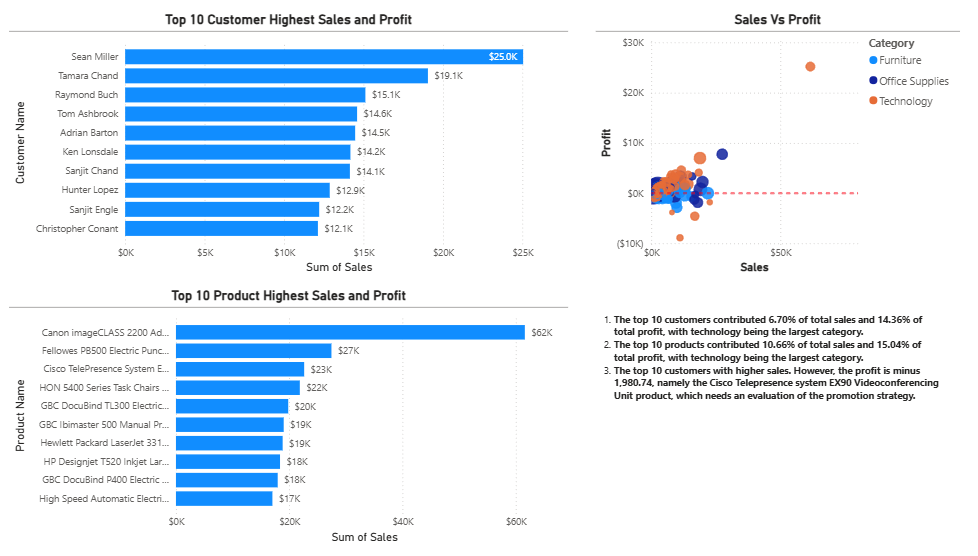 Top 10 Customer Highest Sales and Profit
Customer Name
Sean Miller
$25.0K
Tamara Chand
$19.1K
Raymond Buch
$15.1K
Tom Ashbrook
$14.6K
Adrian Barton
$14.5K
Ken Lonsdale
$14.2K
Sanjit Chand
$14.1K
Hunter Lopez
$12.9K
Sanjit Engle
$12.2K
Christopher Conant
$12.1K
$0K
$5K
$10K
$15K
$20K
$25K
Sum of Sales
Sales Vs Profit
Profit
$30K
$20K
$10K
$0K
($10K)
$0K
$50K
Sales
Category
Furniture
Office Supplies
Technology
Top 10 Product Highest Sales and Profit
Product Name
Canon imageCLASS 2200 Ad...
$62K
Fellowes PB500 Electric Punc...
$27K
Cisco TelePresence System E...
$23K
HON 5400 Series Task Chairs ...
$22K
GBC DocuBind TL300 Electric...
$20K
GBC Ibimaster 500 Manual Pr...
$19K
Hewlett Packard LaserJet 331...
$19K
HP Designjet T520 Inkjet Lar...
$18K
GBC DocuBind P400 Electric ...
$18K
High Speed Automatic Electri...
$17K
$0K
$20K
$40K
$60K
Sum of Sales
1. The top 10 customers contributed 6.70% of total sales and 14.36% of
total profit, with technology being the largest category.
2. The top 10 products contributed 10.66% of total sales and 15.04% of
total profit, with technology being the largest category.
3. The top 10 customers with higher sales. However, the profit is minus
1,980.74, namely the Cisco Telepresence system EX90 Videoconferencing
Unit product, which needs an evaluation of the promotion strategy.